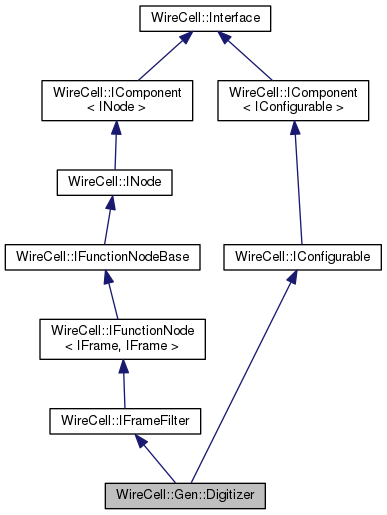 WireCell::Interface
WireCell::IComponent
< INode >
WireCell::IComponent
< IConfigurable >
WireCell::INode
WireCell::IFunctionNodeBase
WireCell::IConfigurable
WireCell::IFunctionNode
< IFrame, IFrame >
WireCell::IFrameFilter
WireCell::Gen::Digitizer